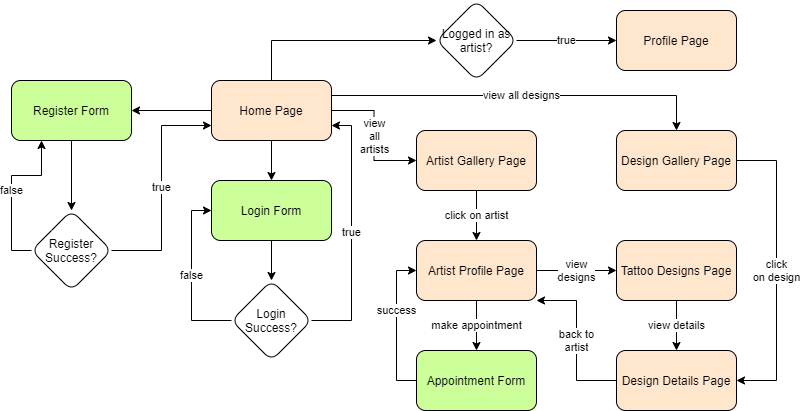 Logged in as
artist?
true
Profile Page
Register Form
Home Page
view all designs
view
all
artists
Artist Gallery Page
Design Gallery Page
false
true
Login Form
click on artist
Register
Success?
true
false
Artist Profile Page
view
designs
Tattoo Designs Page
click
on design
success
Login
Success?
make appointment
back to
artist
view details
Appointment Form
Design Details Page